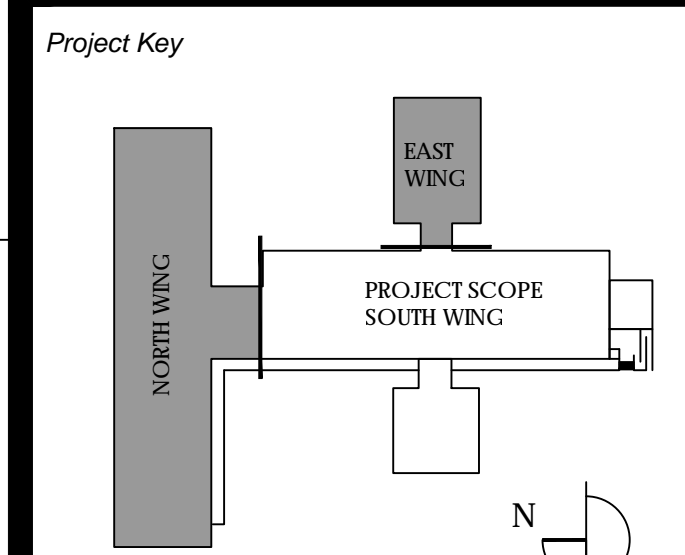 Project Key
EAST
WING
NORTH WING
PROJECT SCOPE
SOUTH WING
N